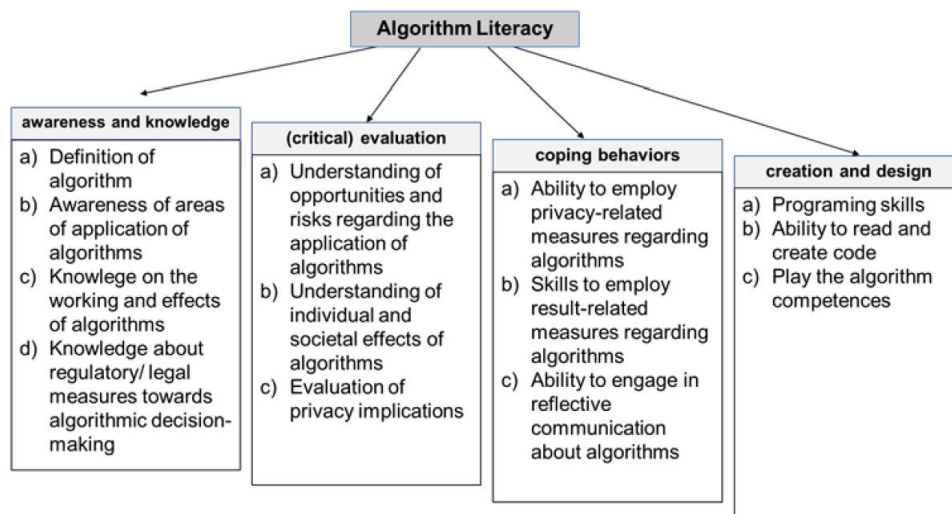 Algorithm Literacy
awareness and knowledge
a) Definition of
algorithm
b) Awareness of areas
of application of
algorithms
c) Knowlege on the
working and effects
of algorithms
d) Knowledge about
regulatory/ legal
measures towards
algorithmic decision-
making
(critical) evaluation
a) Understanding of
opportunities and
risks regarding the
application of
algorithms
b) Understanding of
individual and
societal effects of
algorithms
c) Evaluation of
privacy implications
coping behaviors
a) Ability to employ
privacy-related
measures regarding
algorithms
b) Skills to employ
result-related
measures regarding
algorithms
c) Ability to engage in
reflective
communication
about algorithms
creation and design
a) Programing skills
b) Ability to read and
create code
c) Play the algorithm
competences